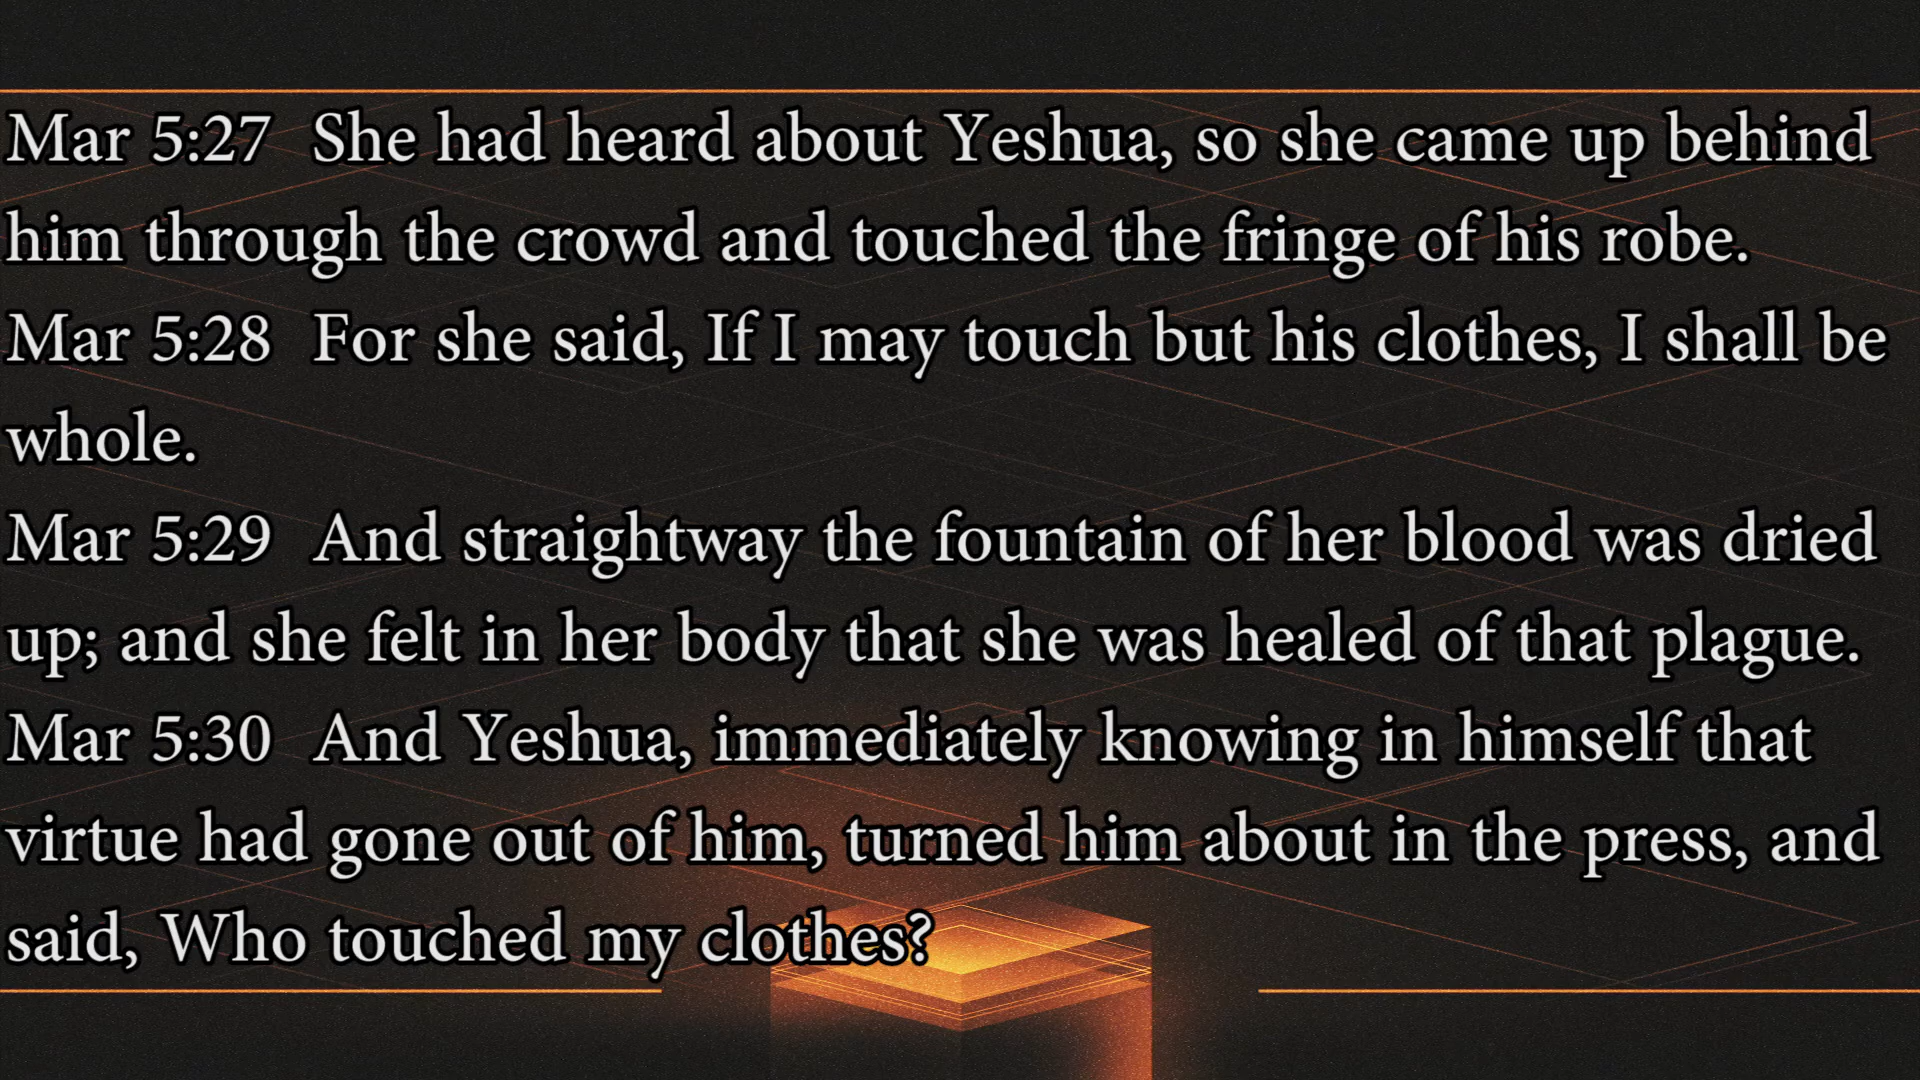 Mar 5:27  She had heard about Yeshua, so she came up behind
him through the crowd and touched the fringe of his robe.
Mar 5:28  For she said, If I may touch but his clothes, I shall be
whole.
Mar 5:29  And straightway the fountain of her blood was dried
up; and she felt in her body that she was healed of that plague.
Mar 5:30  And Yeshua, immediately knowing in himself that
virtue had gone out of him, turned him about in the press, and
said, Who touched my clothes?